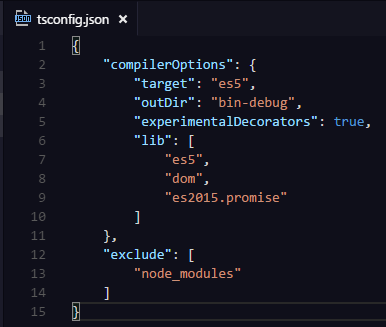 tsconfig.json ×
1 {
2     "compilerOptions": {
3         "target": "es5",
4         "outDir": "bin-debug",
5         "experimentalDecorators": true,
6         "lib": [
7             "es5",
8             "dom",
9             "es2015.promise"
10         ]
11     },
12     "exclude": [
13         "node_modules"
14     ]
15 }